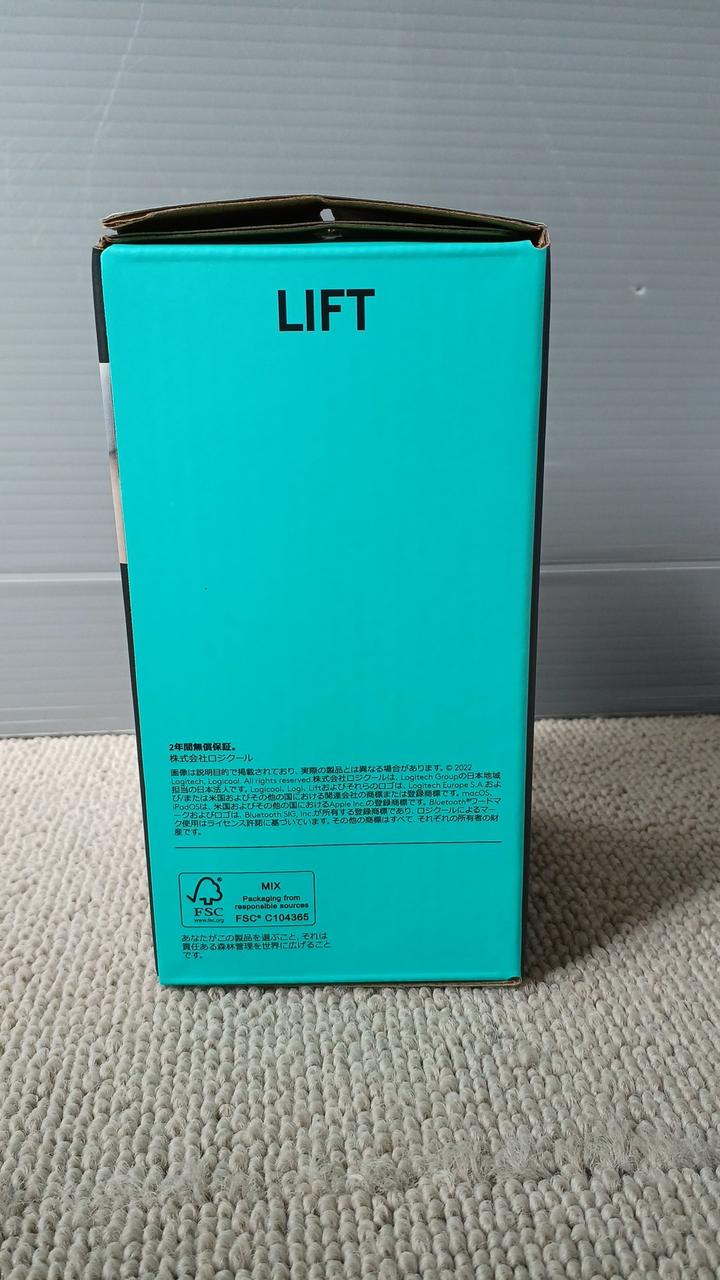 LIFT
2年間無償保証。
株式会社ロジクール
画像は説明目的で掲載されており、実際の製品とは異なる場合があります。© 2022
Logitech, Logicool. All rights reserved.株式会社ロジクールは、Logitech Groupの日本地域
担当の日本法人です。Logicool、Logi、Liftおよびそれらのロゴは、Logitech Europe S.A.およ
び/または米国およびその他の国における関連会社の商標または登録商標です。macOS、
iPadOSは、米国およびその他の国におけるApple Inc.の登録商標です。Bluetooth®ワードマ
ークおよびロゴは、Bluetooth SIG, Inc.が所有する登録商標であり、ロジクールによるマー
ク使用はライセンス許諾に基づいています。その他の商標はすべて、それぞれの所有者の財
産です。
FSC
www.fsc.org
MIX
Packaging from
responsible sources
FSC® C104365
あなたがこの製品を選ぶこと、それは
責任ある森林管理を世界に広げること
です。